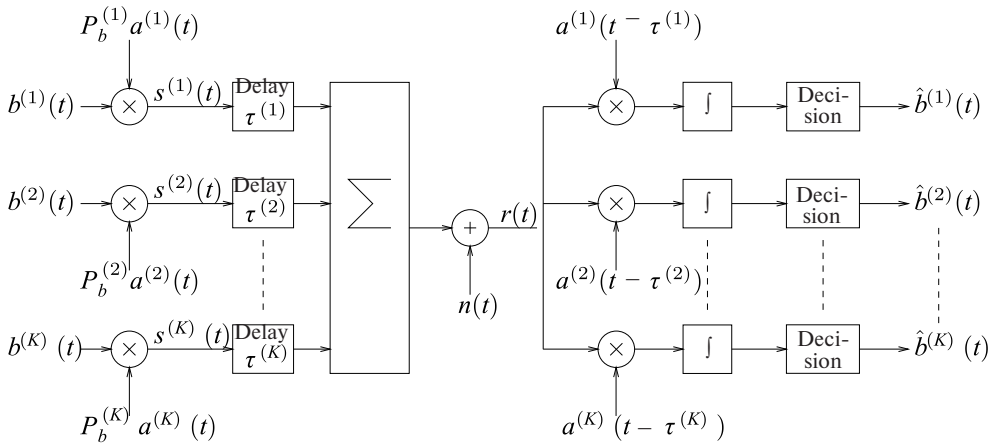 P_b^(1) a^(1)(t)
a^(1)(t − τ^(1))
b^(1)(t) × s^(1)(t) Delay τ^(1) × ∫ Deci-sion b̂^(1)(t)
b^(2)(t) × s^(2)(t) Delay τ^(2) ∑ × ∫ Deci-sion b̂^(2)(t)
+ r(t)
P_b^(2) a^(2)(t)
n(t)
a^(2)(t − τ^(2))
b^(K)(t) × s^(K)(t) Delay τ^(K) × ∫ Deci-sion b̂^(K)(t)
P_b^(K) a^(K)(t)
a^(K)(t − τ^(K))